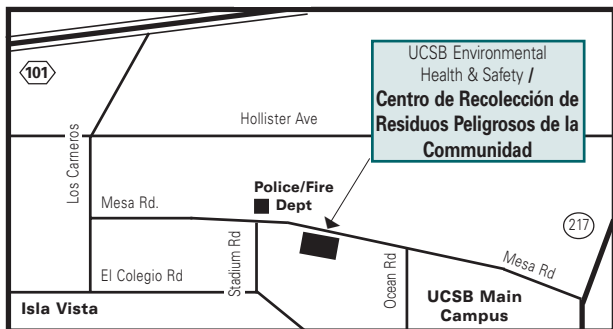 UCSB Environmental
Health & Safety /
Centro de Recolección de
Residuos Peligrosos de la
Communidad
101
Hollister Ave
Los Carneros
Police/Fire
Dept
Mesa Rd.
217
Stadium Rd
El Colegio Rd
Ocean Rd
Mesa Rd
Isla Vista
UCSB Main
Campus